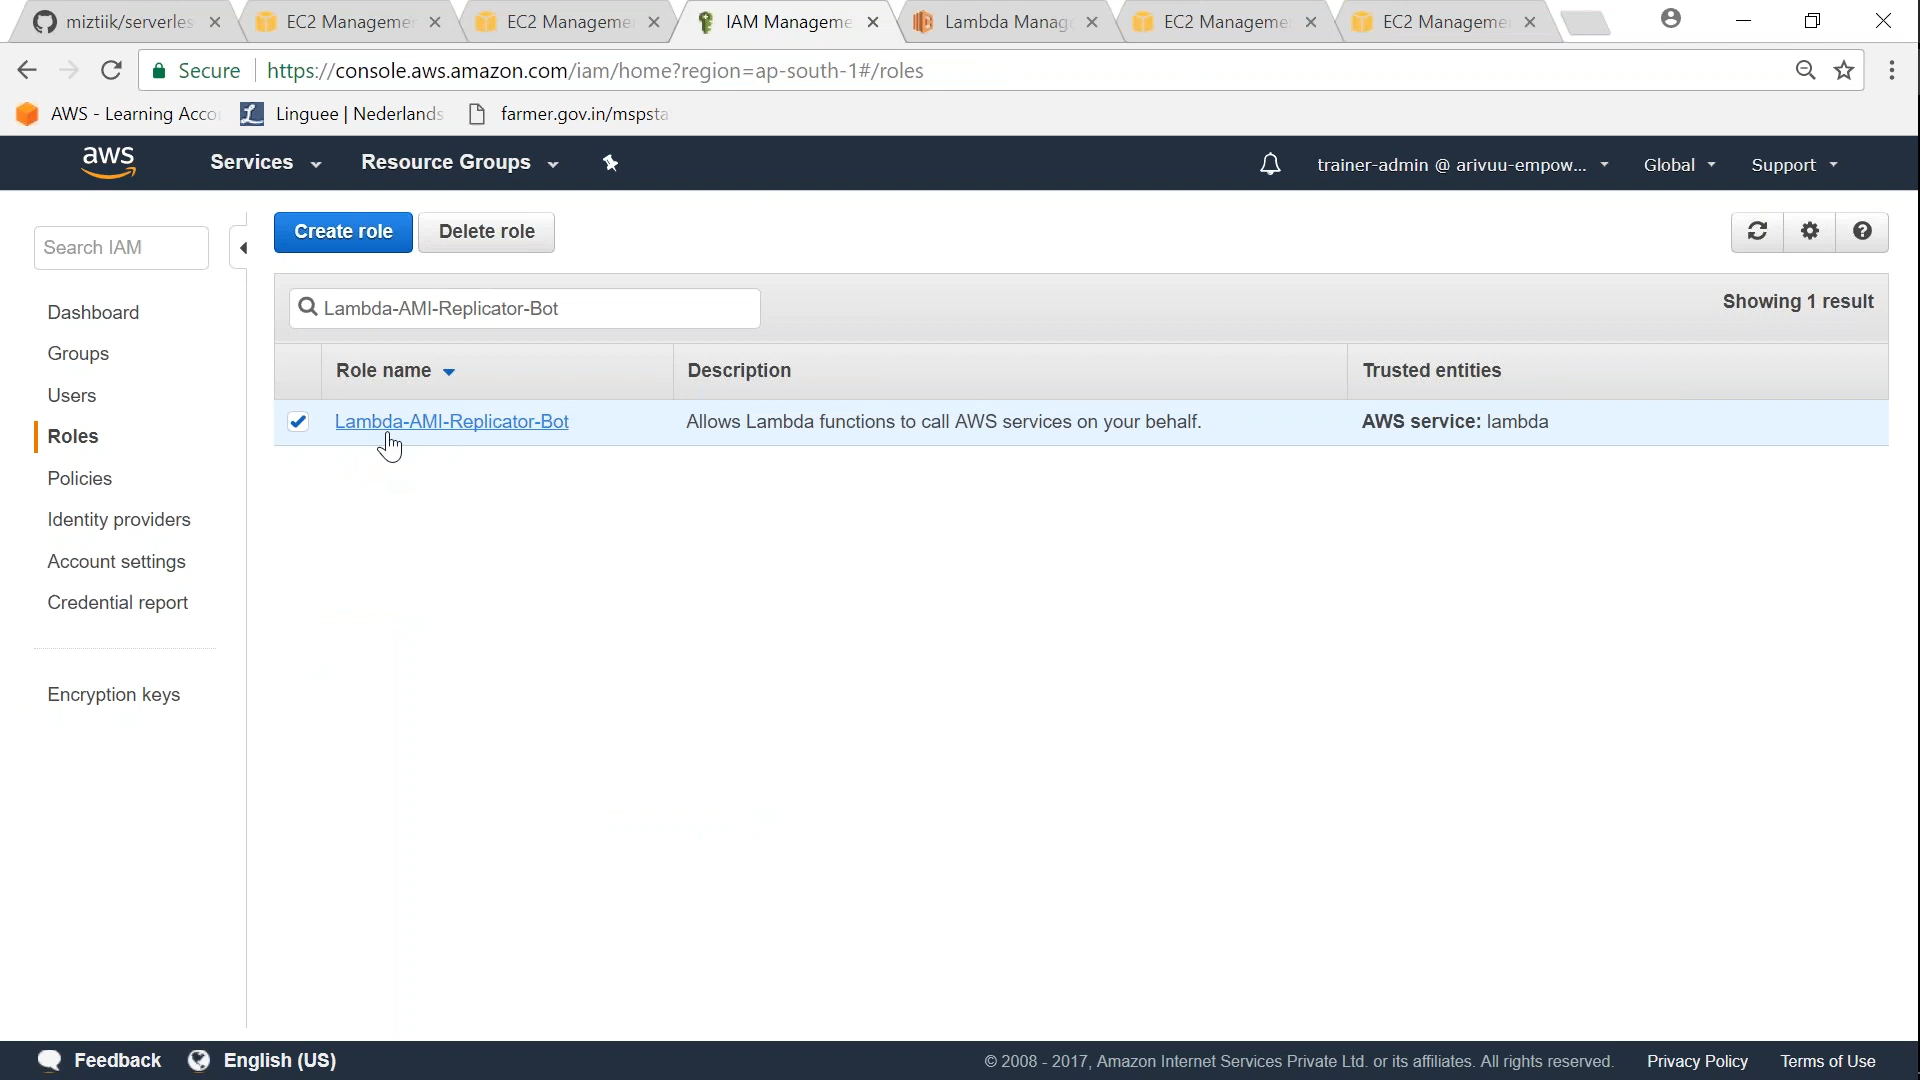 miztiik/serverles
EC2 Manageme
EC2 Manageme
IAM Manageme
Lambda Manag
EC2 Manageme
EC2 Manageme
Secure
https://console.aws.amazon.com/iam/home?region=ap-south-1#/roles
AWS - Learning Acco
Linguee | Nederlands
farmer.gov.in/mspsta
aws
Services
Resource Groups
trainer-admin @ arivuu-empow...
Global
Support
Search IAM
Dashboard
Groups
Users
Roles
Policies
Identity providers
Account settings
Credential report
Encryption keys
Create role
Delete role
Lambda-AMI-Replicator-Bot
Showing 1 result
Role name
Description
Trusted entities
Lambda-AMI-Replicator-Bot
Allows Lambda functions to call AWS services on your behalf.
AWS service: lambda
Feedback
English (US)
© 2008 - 2017, Amazon Internet Services Private Ltd. or its affiliates. All rights reserved.
Privacy Policy
Terms of Use